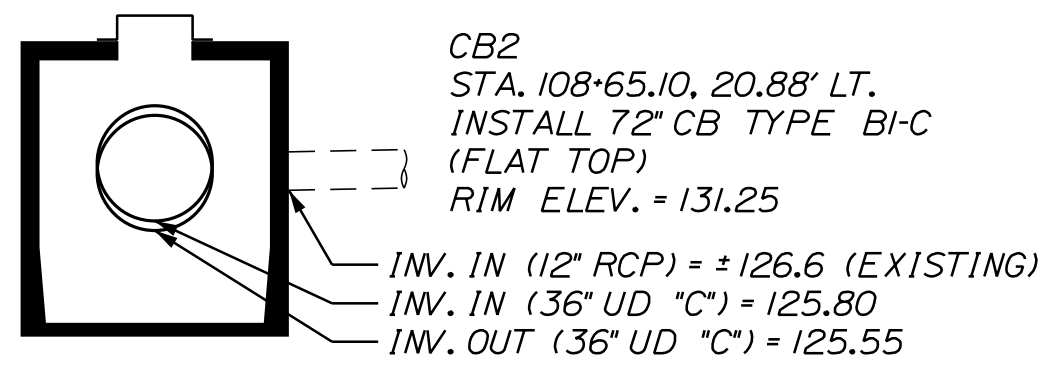 CB2
STA. 108+65.10, 20.88' LT.
INSTALL 72" CB TYPE B1-C
(FLAT TOP)
RIM ELEV. = 131.25
INV. IN (12" RCP) = ±126.6 (EXISTING)
INV. IN (36" UD "C") = 125.80
INV. OUT (36" UD "C") = 125.55